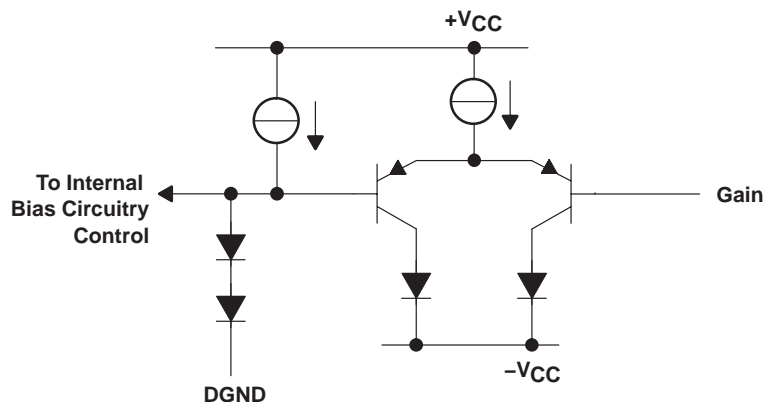 +VCC
To Internal
Bias Circuitry
Control
Gain
DGND
−VCC